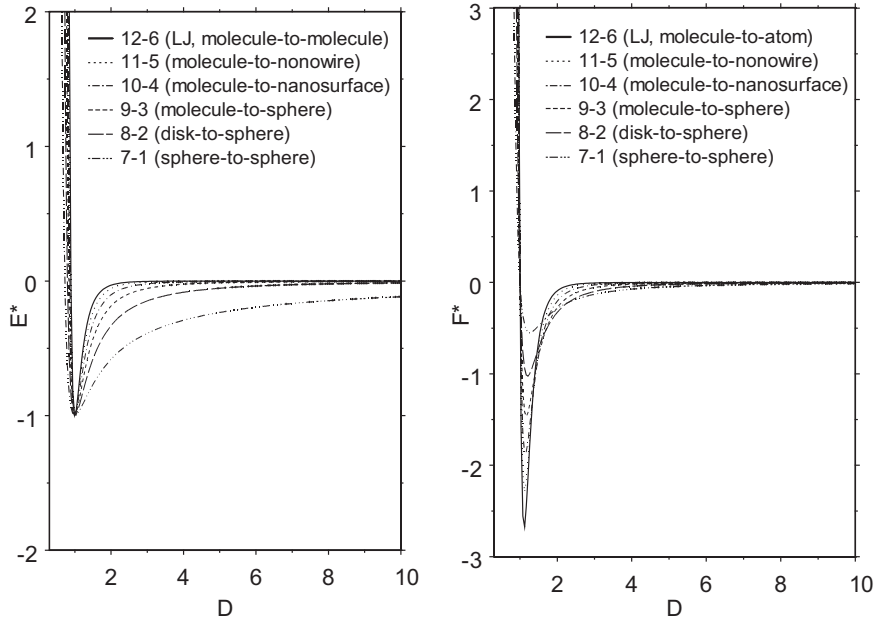 2
12-6 (LJ, molecule-to-molecule)
11-5 (molecule-to-nonowire)
10-4 (molecule-to-nanosurface)
9-3 (molecule-to-sphere)
8-2 (disk-to-sphere)
7-1 (sphere-to-sphere)
1
0
-1
-2
E*
2 4 6 8 10
D
3
12-6 (LJ, molecule-to-atom)
11-5 (molecule-to-nonowire)
10-4 (molecule-to-nanosurface)
9-3 (molecule-to-sphere)
8-2 (disk-to-sphere)
7-1 (sphere-to-sphere)
2
1
0
-1
-2
-3
F*
2 4 6 8 10
D